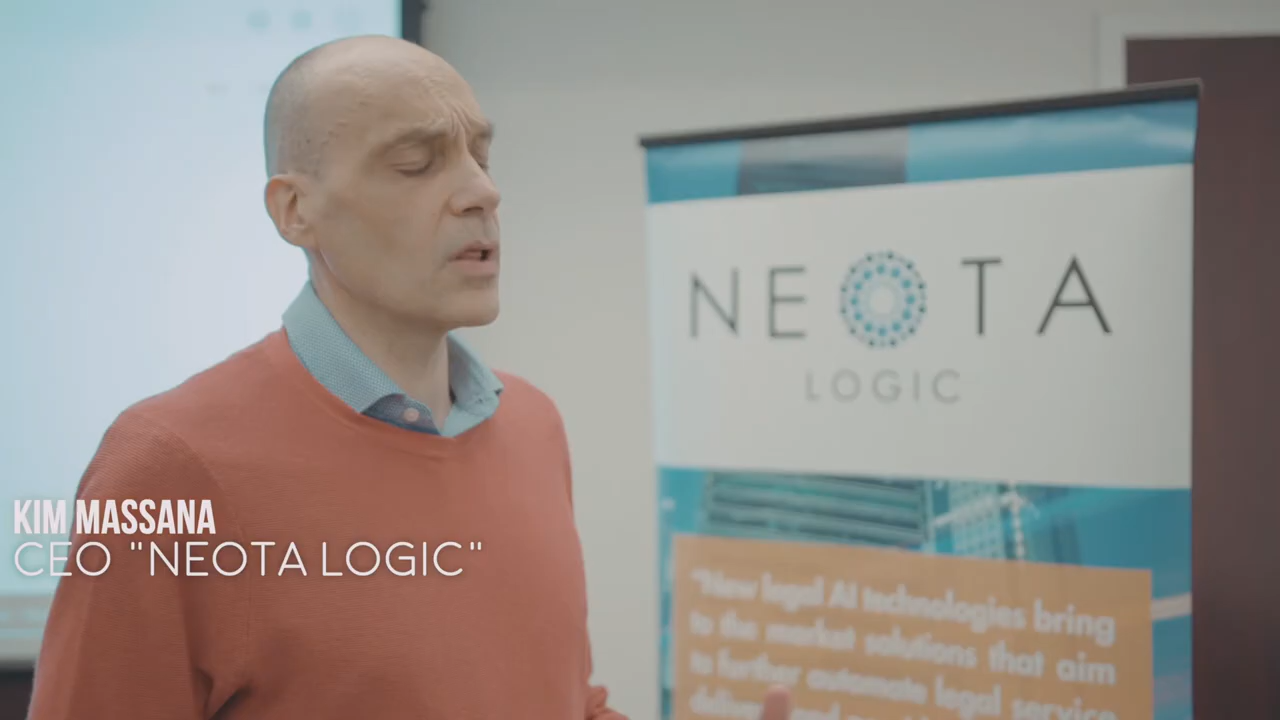 NEOTA
LOGIC
KIM MASSANA
CEO "NEOTA LOGIC"
"New legal AI technologies bring
to the market solutions that aim
to further automate legal service